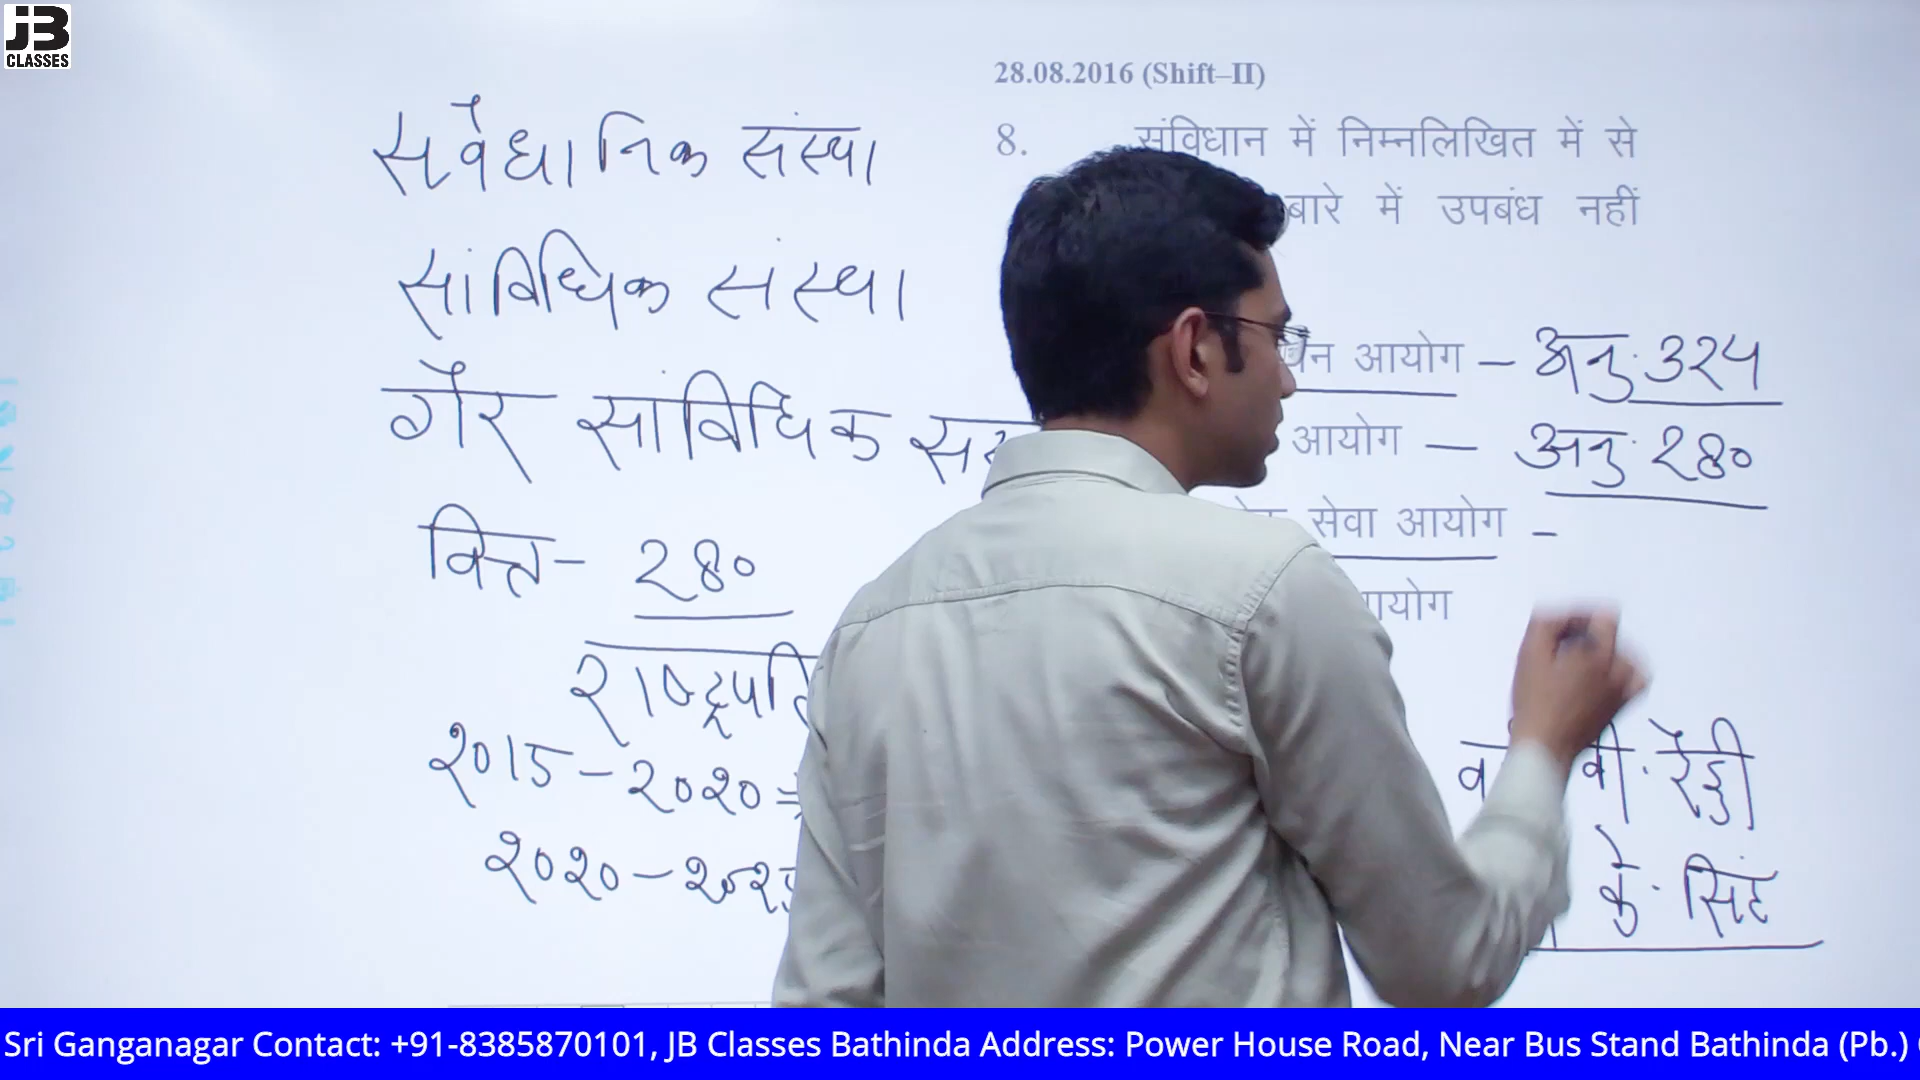 JB
CLASSES
28.08.2016 (Shift–II)
सवैधानिक संस्था
8. संविधान में निम्नलिखित में से
बारे में उपबंध नहीं
सांविधिक संस्था
आयोग – अनु. 324
गैर सांविधिक
आयोग – अनु. 280
वित्त – 280
सेवा आयोग –
राष्ट्रपति
2015 – 2020 =
वी. रेड्डी
2020 –
के. सिंह
Sri Ganganagar Contact: +91-8385870101, JB Classes Bathinda Address: Power House Road, Near Bus Stand Bathinda (Pb.)